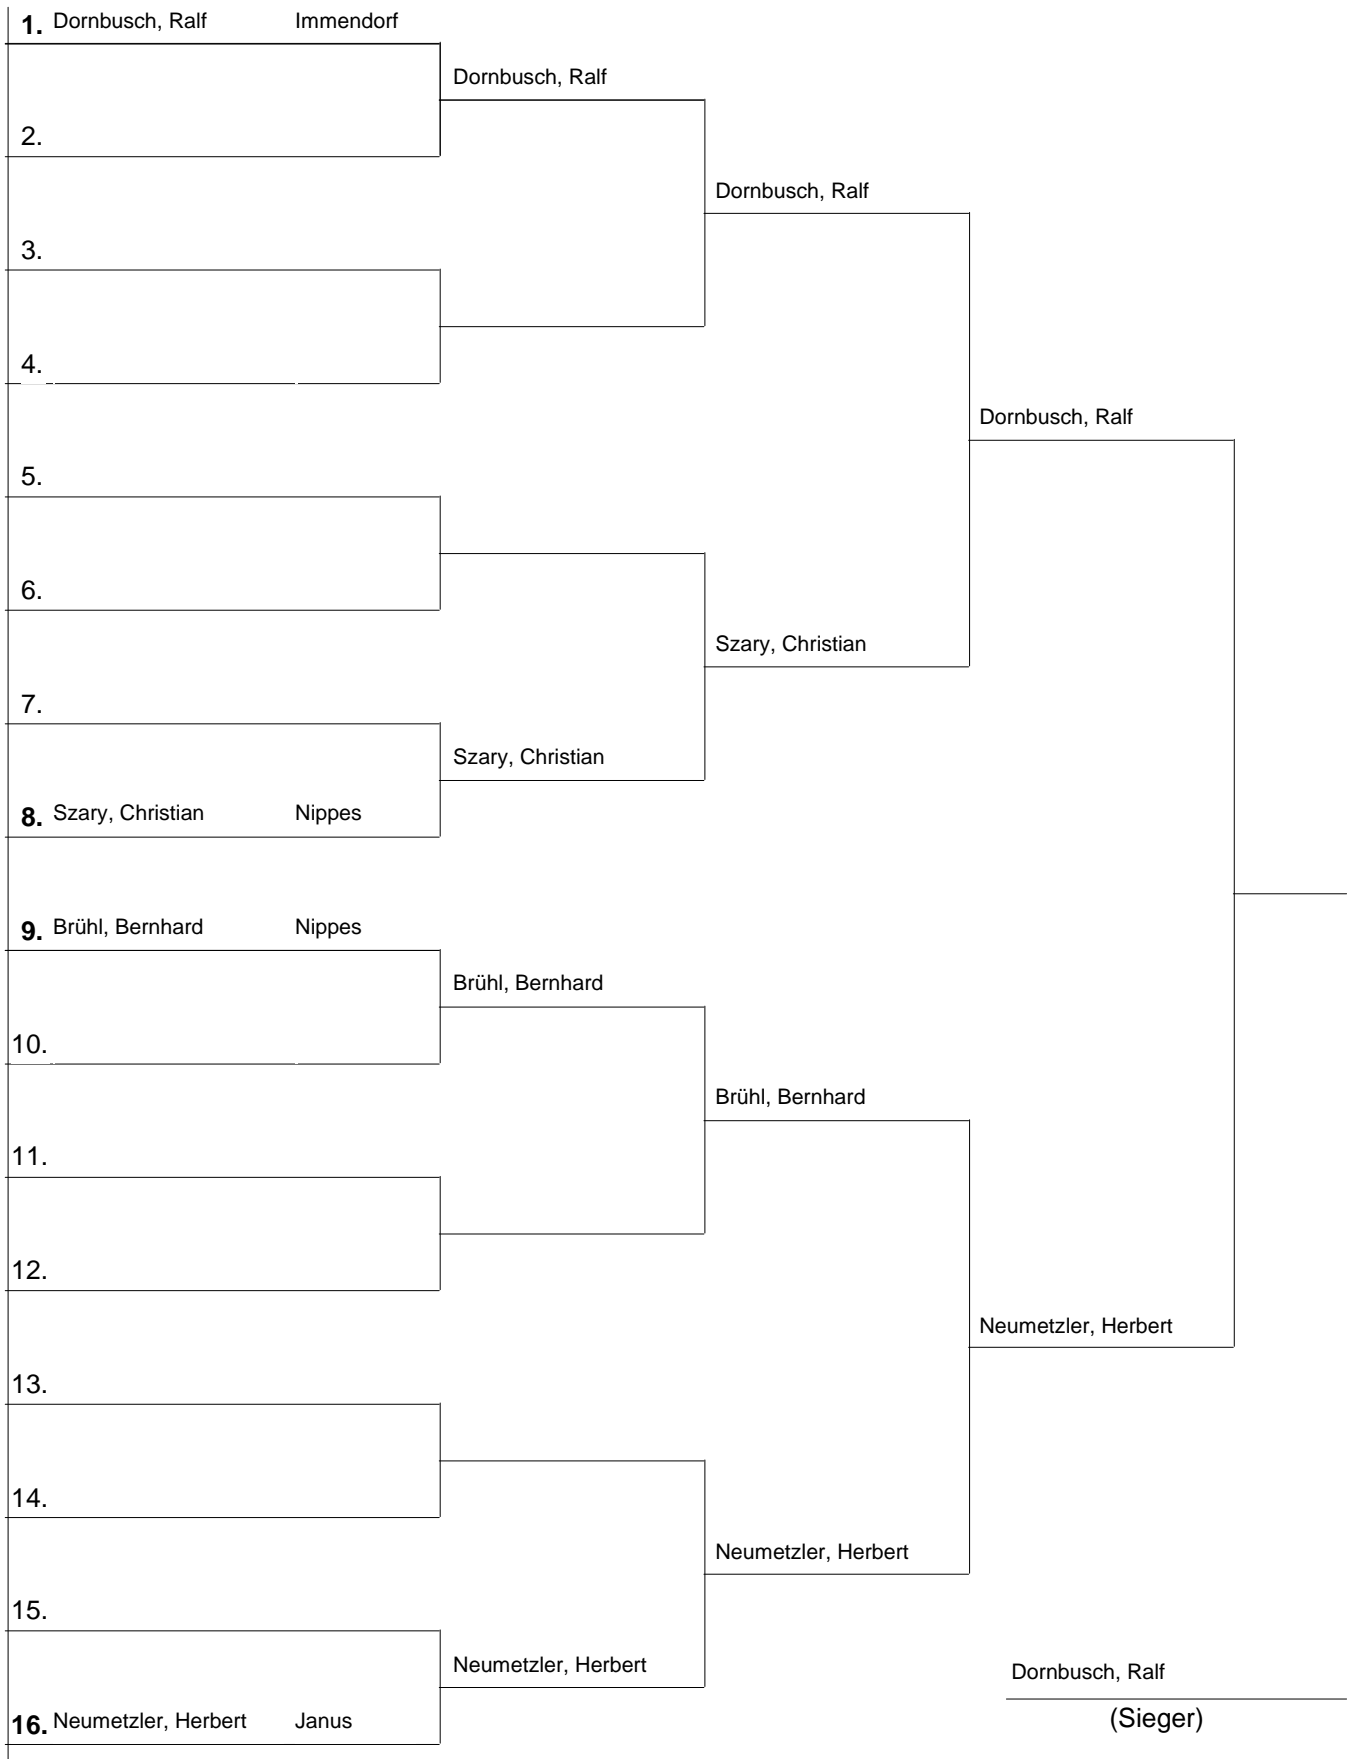 1. Dornbusch, Ralf Immendorf
Dornbusch, Ralf
2.
Dornbusch, Ralf
3.
4.
Dornbusch, Ralf
5.
6.
Szary, Christian
7.
Szary, Christian
8. Szary, Christian Nippes
9. Brühl, Bernhard Nippes
Brühl, Bernhard
10.
Brühl, Bernhard
11.
12.
Neumetzler, Herbert
13.
14.
Neumetzler, Herbert
15.
Neumetzler, Herbert
Dornbusch, Ralf
16. Neumetzler, Herbert Janus
(Sieger)